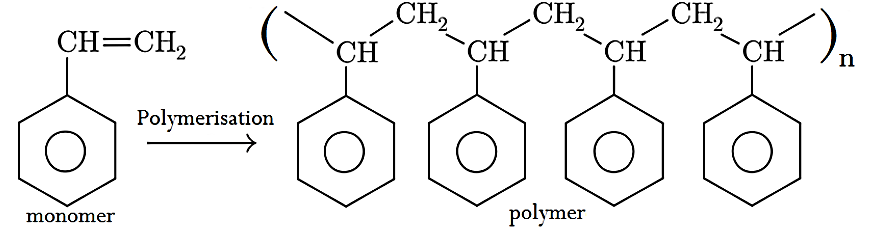 CH=CH₂
Polymerisation
monomer
( CH CH₂ CH CH₂ CH CH₂ CH )n
polymer